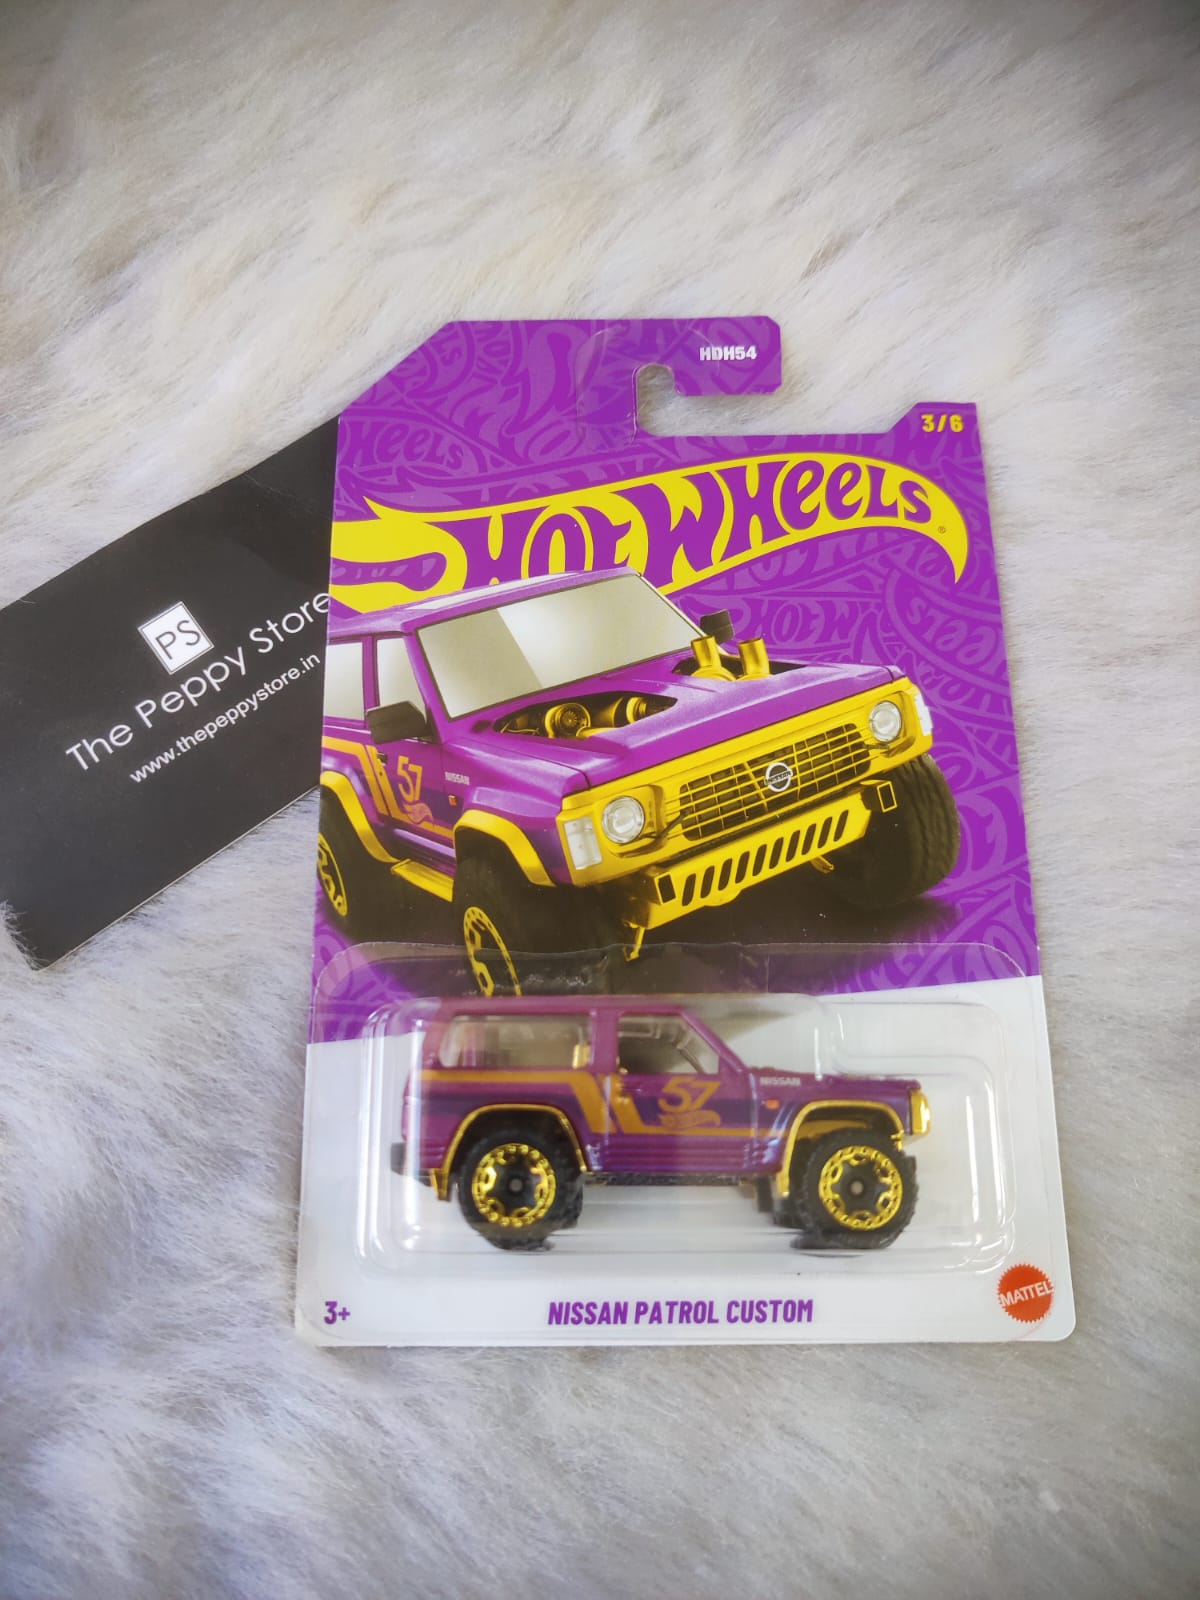 HDH54
3/6
HOT WHEELS
®
PS
The Peppy Store
www.thepeppystore.in
57
NISSAN
NISSAN
57
NISSAN
3+
NISSAN PATROL CUSTOM
MATTEL